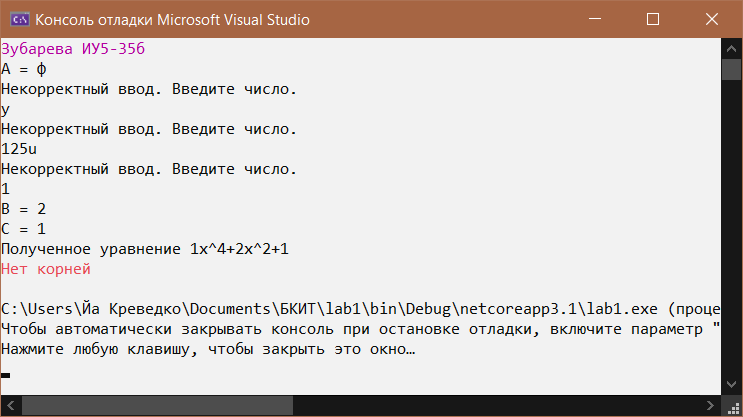 Консоль отладки Microsoft Visual Studio
Зубарева ИУ5-35б
A = ф
Некорректный ввод. Введите число.
y
Некорректный ввод. Введите число.
125u
Некорректный ввод. Введите число.
1
B = 2
C = 1
Полученное уравнение 1x^4+2x^2+1
Нет корней
C:\Users\Йа Креведко\Documents\БКИТ\lab1\bin\Debug\netcoreapp3.1\lab1.exe (проце
Чтобы автоматически закрывать консоль при остановке отладки, включите параметр "
Нажмите любую клавишу, чтобы закрыть это окно…